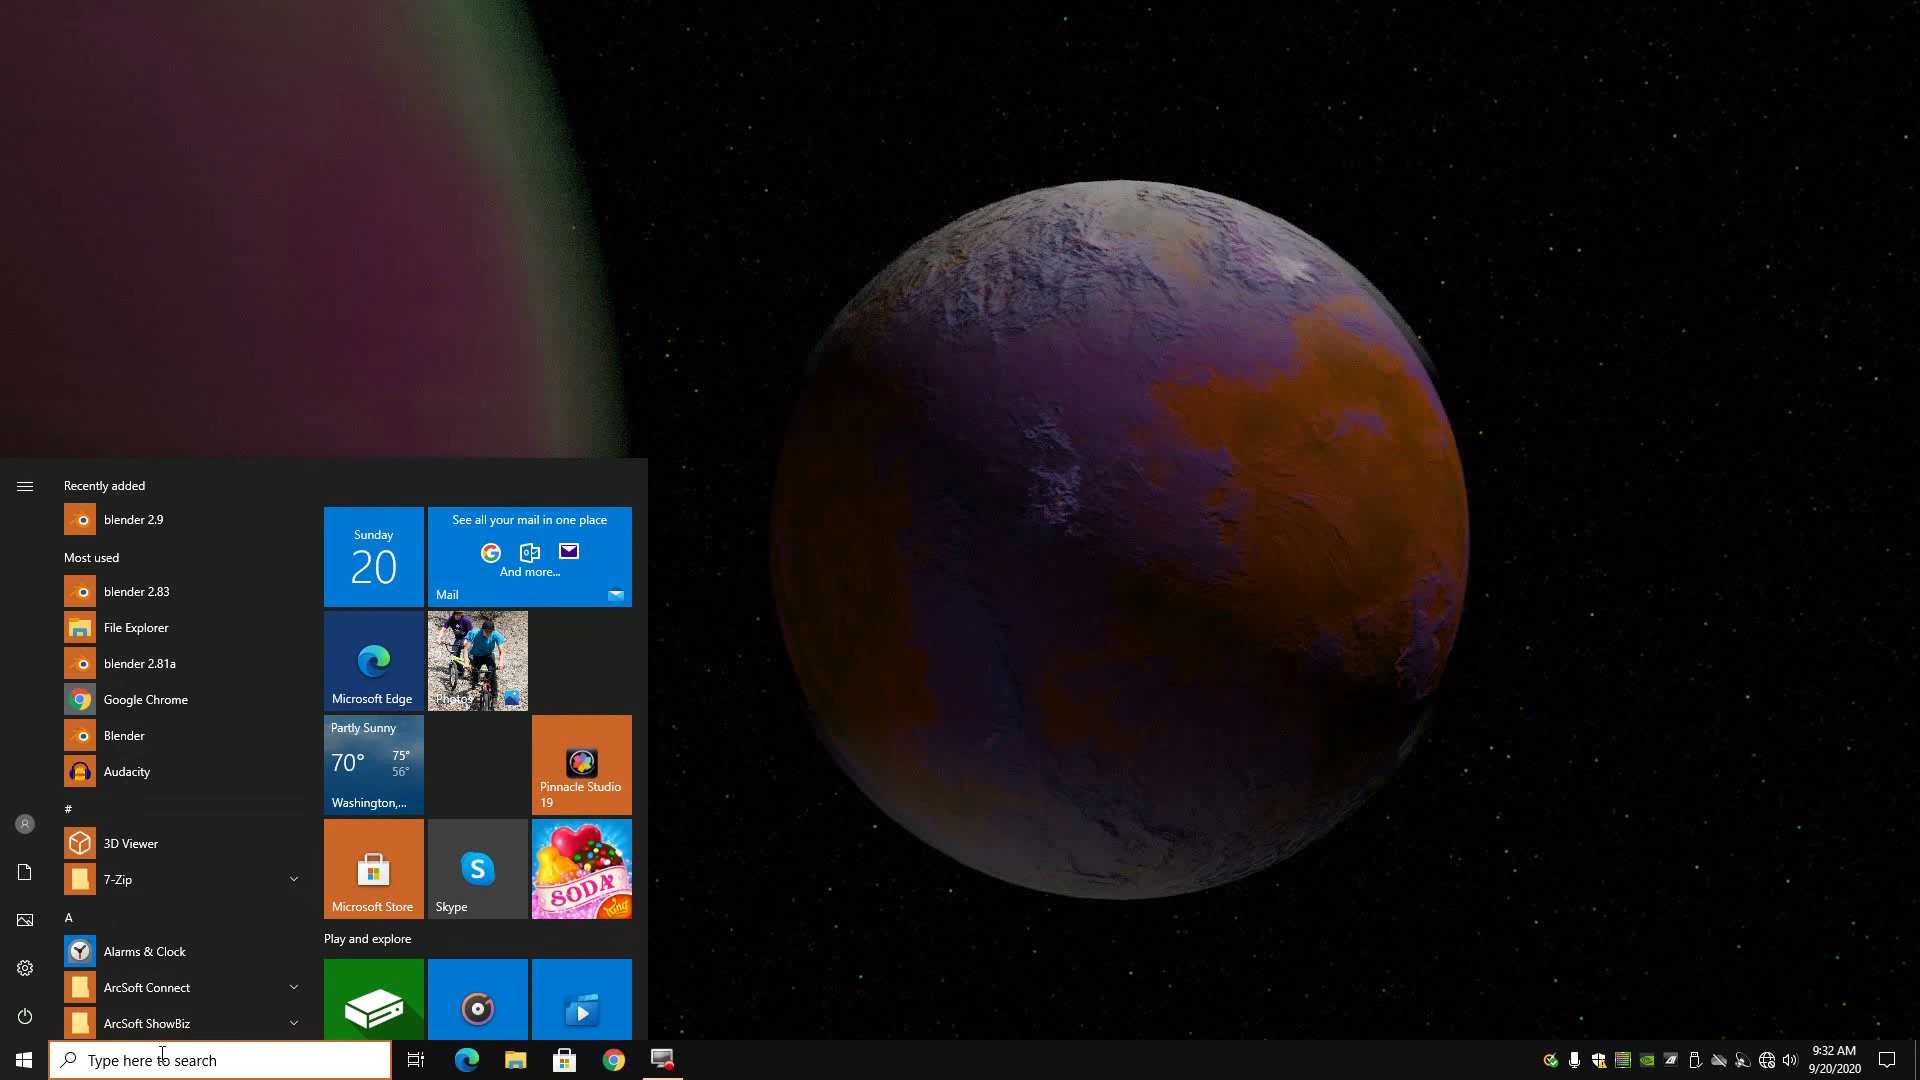 Recently added
blender 2.9
Most used
blender 2.83
File Explorer
blender 2.81a
Google Chrome
Blender
Audacity
#
3D Viewer
7-Zip
A
Alarms & Clock
ArcSoft Connect
ArcSoft ShowBiz
Sunday
20
See all your mail in one place
And more...
Mail
Microsoft Edge
Photos
Partly Sunny
70°
75°
56°
Washington,...
Pinnacle Studio
19
Microsoft Store
Skype
SODA
King
Play and explore
Type here to search
9:32 AM
9/20/2020